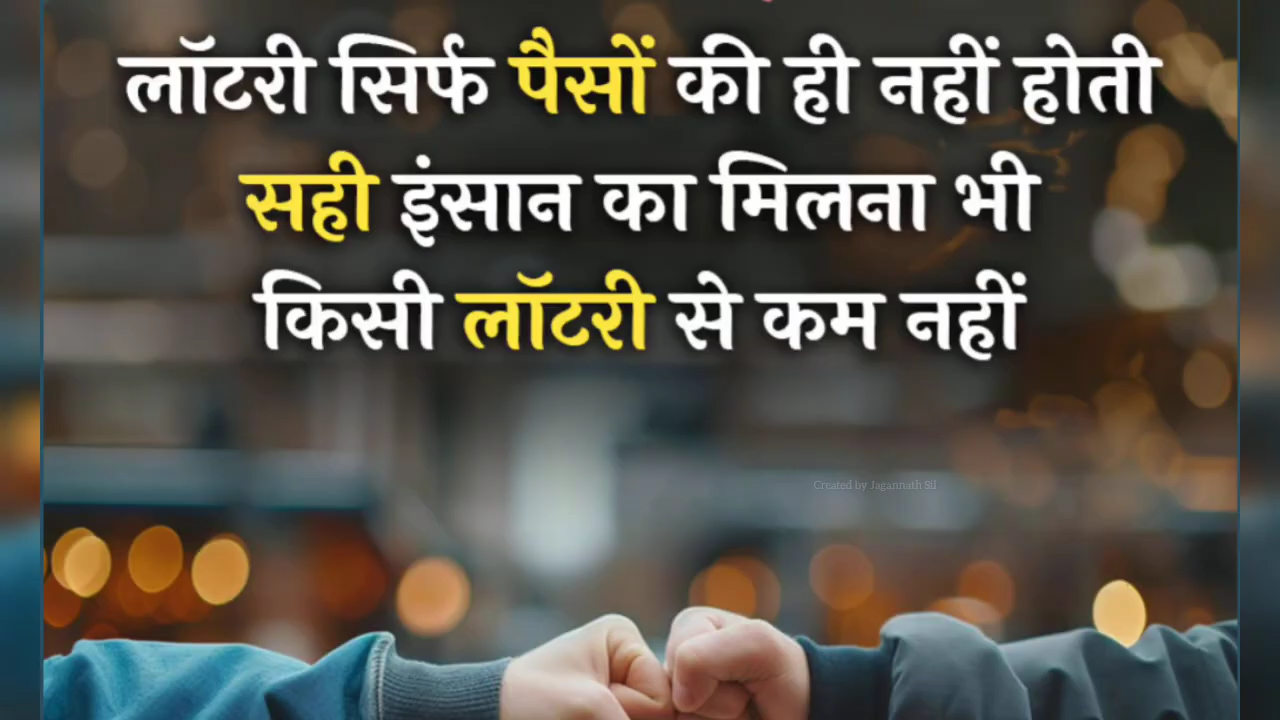 लॉटरी सिर्फ पैसों की ही नहीं होती
सही इंसान का मिलना भी
किसी लॉटरी से कम नहीं
Created by Jagannath Sil